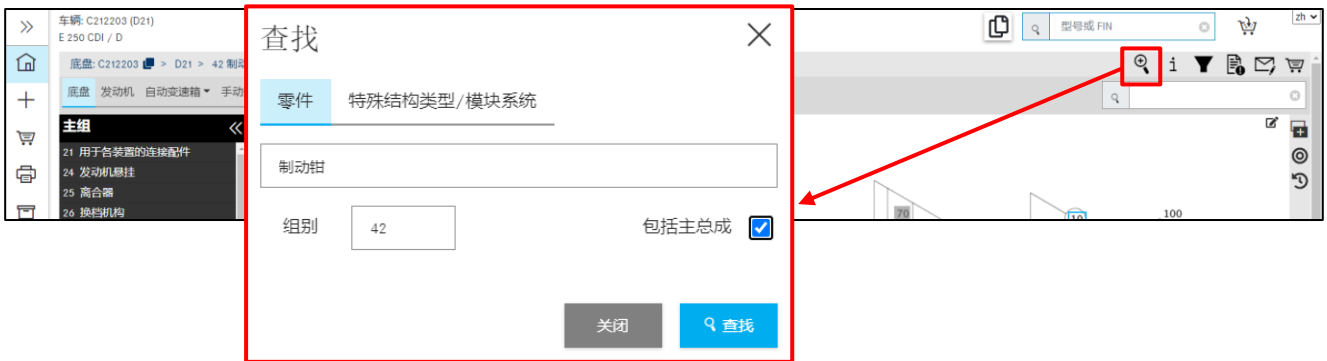 车辆: C212203 (D21)
E 250 CDI / D
型号或 FIN
zh
底盘: C212203 > D21 > 42 制动
底盘 发动机 自动变速箱 手动
主组
21 用于各装置的连接配件
24 发动机悬挂
25 离合器
26 换档机构
查找
零件 特殊结构类型/模块系统
制动钳
组别 42 包括主总成
关闭 查找
70
10
100